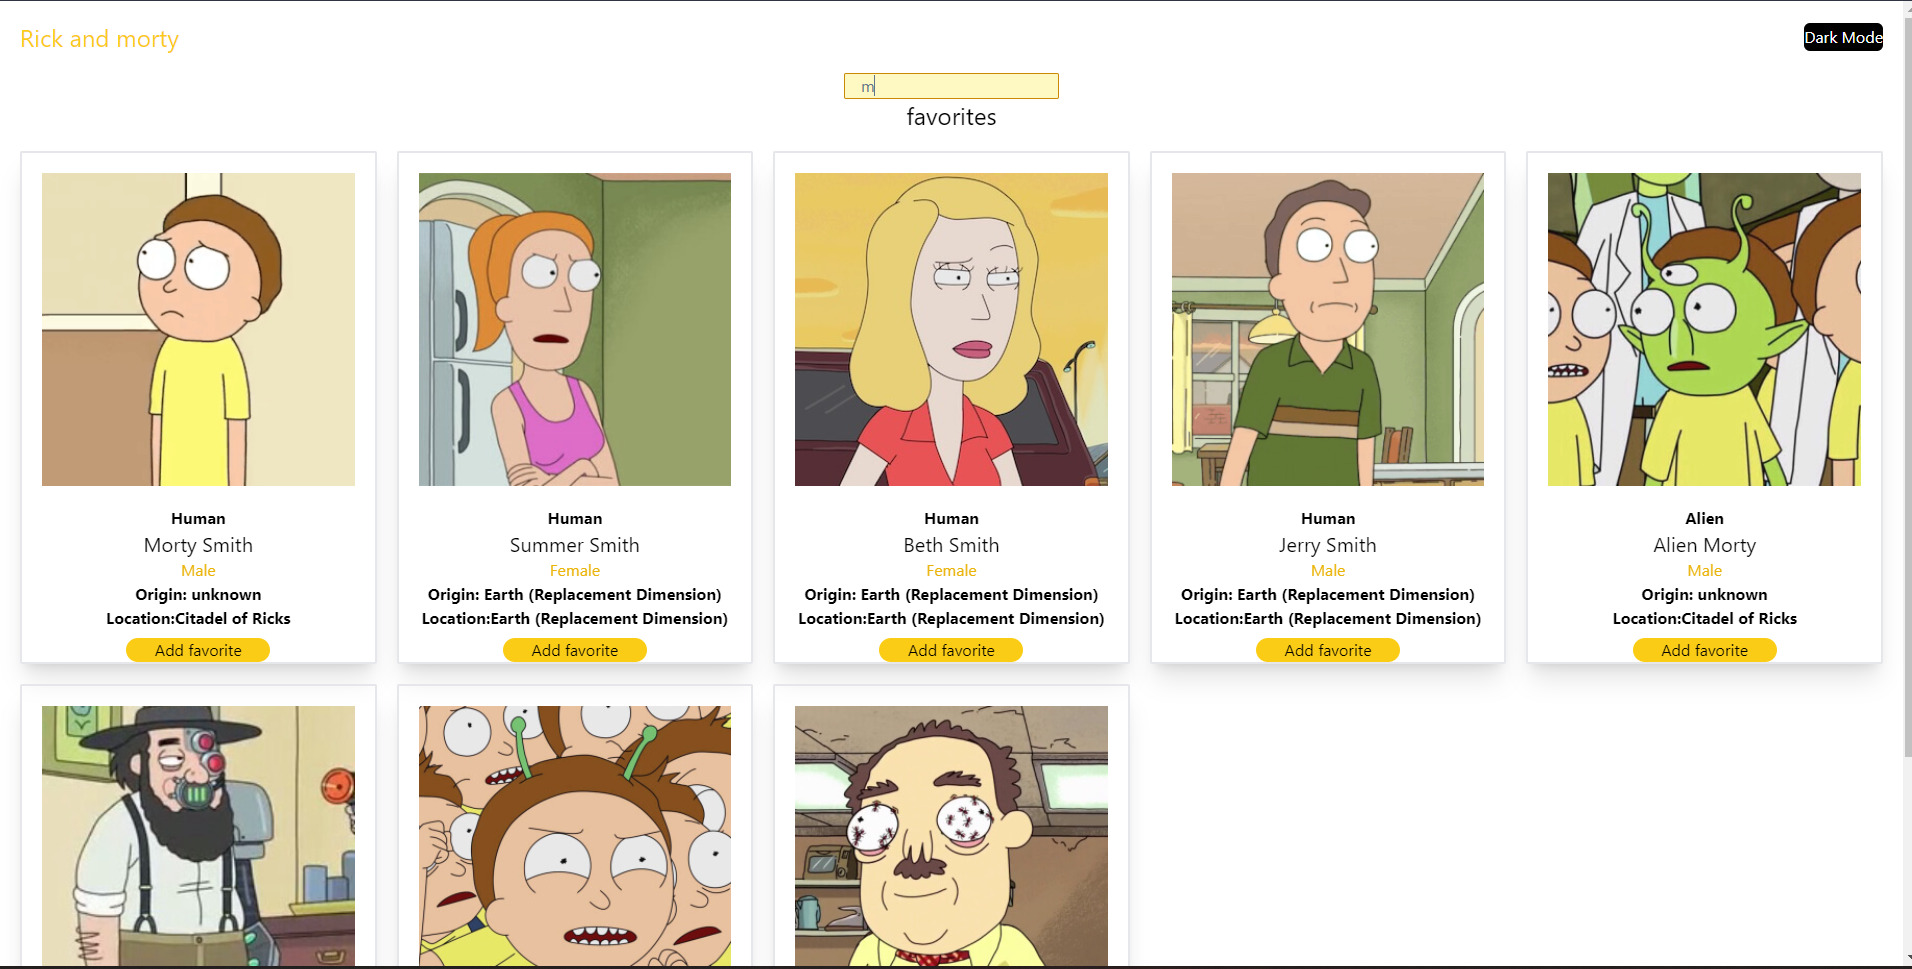 Rick and morty
Dark Mode
m
favorites
Human
Morty Smith
Male
Origin: unknown
Location:Citadel of Ricks
Add favorite
Human
Summer Smith
Female
Origin: Earth (Replacement Dimension)
Location:Earth (Replacement Dimension)
Add favorite
Human
Beth Smith
Female
Origin: Earth (Replacement Dimension)
Location:Earth (Replacement Dimension)
Add favorite
Human
Jerry Smith
Male
Origin: Earth (Replacement Dimension)
Location:Earth (Replacement Dimension)
Add favorite
Alien
Alien Morty
Male
Origin: unknown
Location:Citadel of Ricks
Add favorite